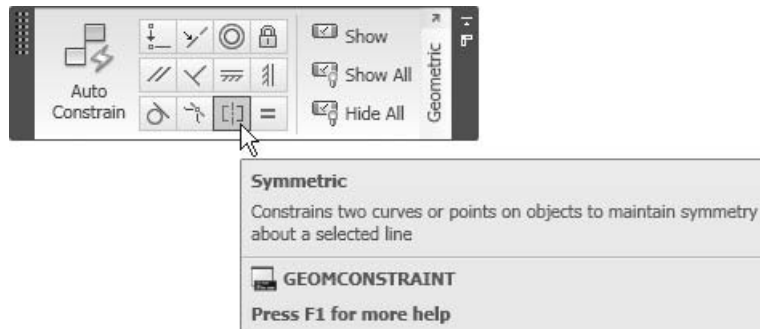 Auto
Constrain
Show
Show All
Hide All
Geometric
Symmetric
Constrains two curves or points on objects to maintain symmetry
about a selected line
GEOMCONSTRAINT
Press F1 for more help